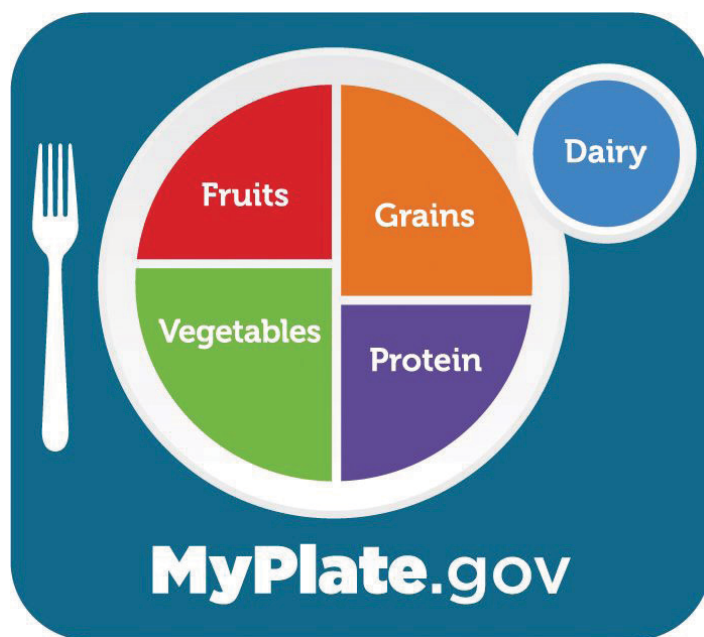 Fruits
Grains
Dairy
Vegetables
Protein
MyPlate.gov